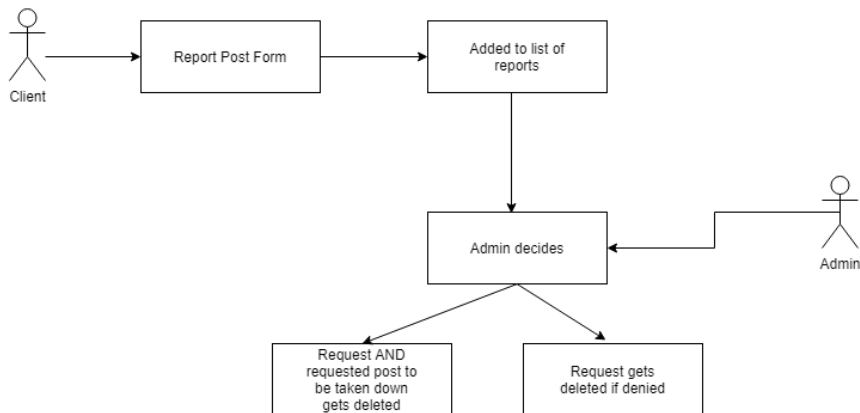 Report Post Form
Added to list of
reports
Client
Admin decides
Admin
Request AND
requested post to
be taken down
gets deleted
Request gets
deleted if denied